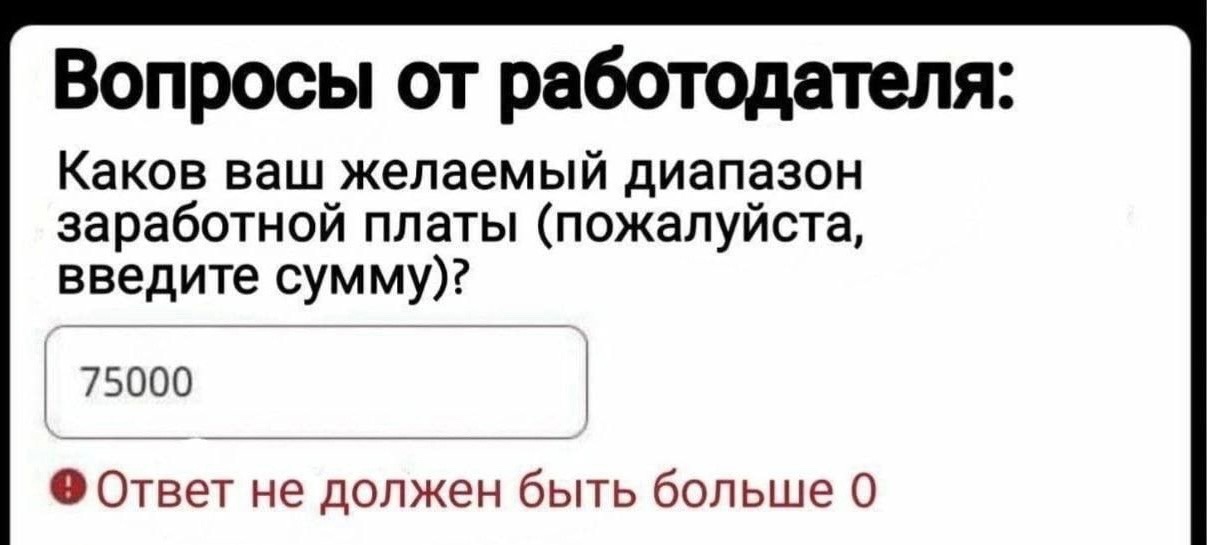 Вопросы от работодателя:
Каков ваш желаемый диапазон
заработной платы (пожалуйста,
введите сумму)?
75000
Ответ не должен быть больше 0